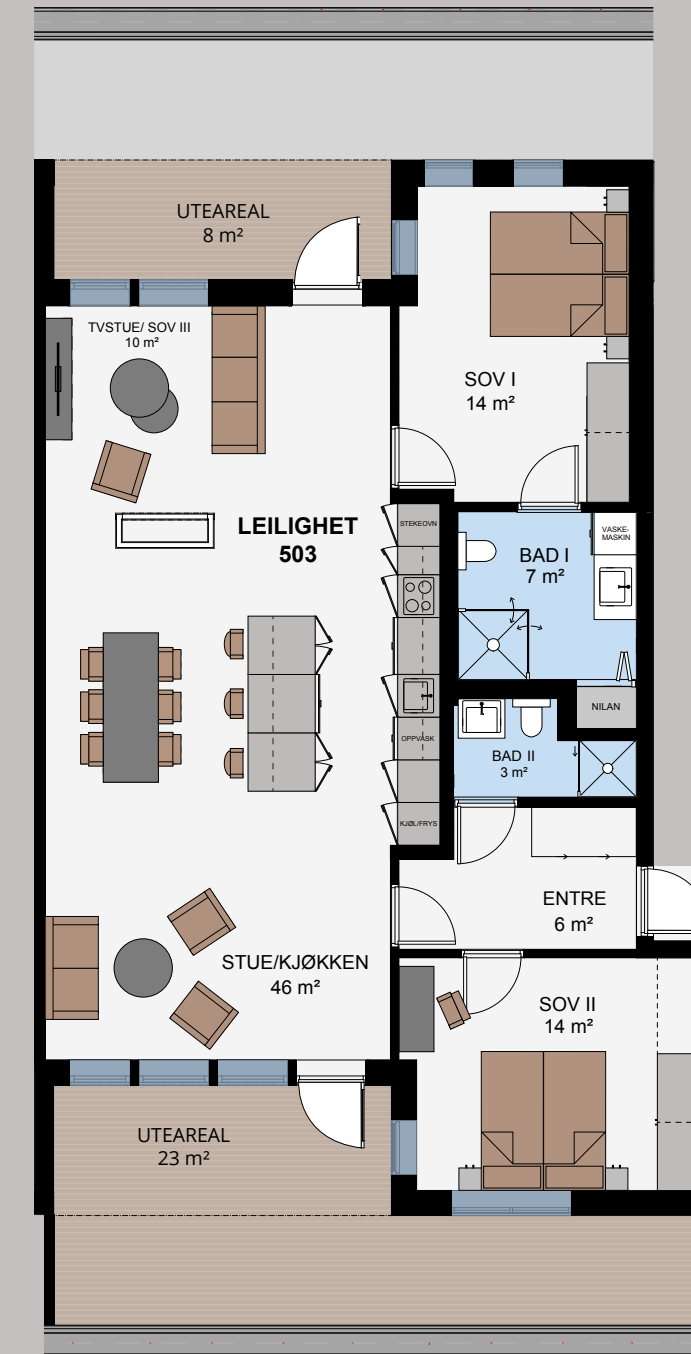 UTEAREAL
8 m²
TVSTUE/ SOV III
10 m²
SOV I
14 m²
LEILIGHET
503
STEKEOVN
VASKE-
MASKIN
BAD I
7 m²
NILAN
OPPVASK
BAD II
3 m²
KJØL/FRYS
ENTRE
6 m²
STUE/KJØKKEN
46 m²
SOV II
14 m²
UTEAREAL
23 m²